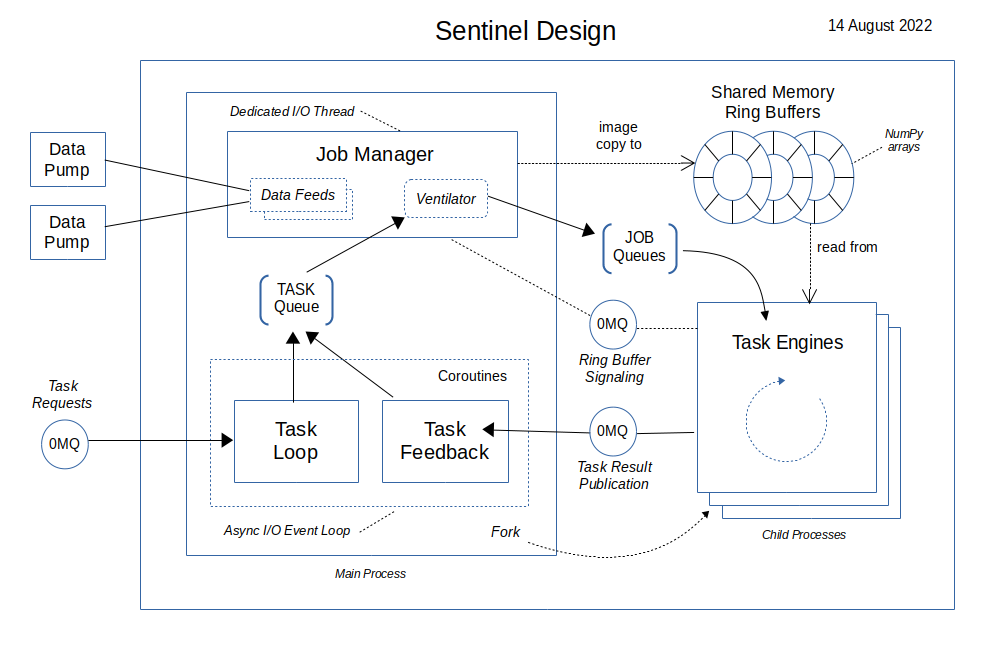 Sentinel Design
14 August 2022
Dedicated I/O Thread
Job Manager
Data Feeds
Ventilator
Data
Pump
Data
Pump
image
copy to
Shared Memory
Ring Buffers
NumPy
arrays
JOB
Queues
read from
TASK
Queue
0MQ
Ring Buffer
Signaling
Task Engines
Coroutines
Task
Requests
0MQ
Task
Loop
Task
Feedback
0MQ
Task Result
Publication
Async I/O Event Loop
Fork
Child Processes
Main Process